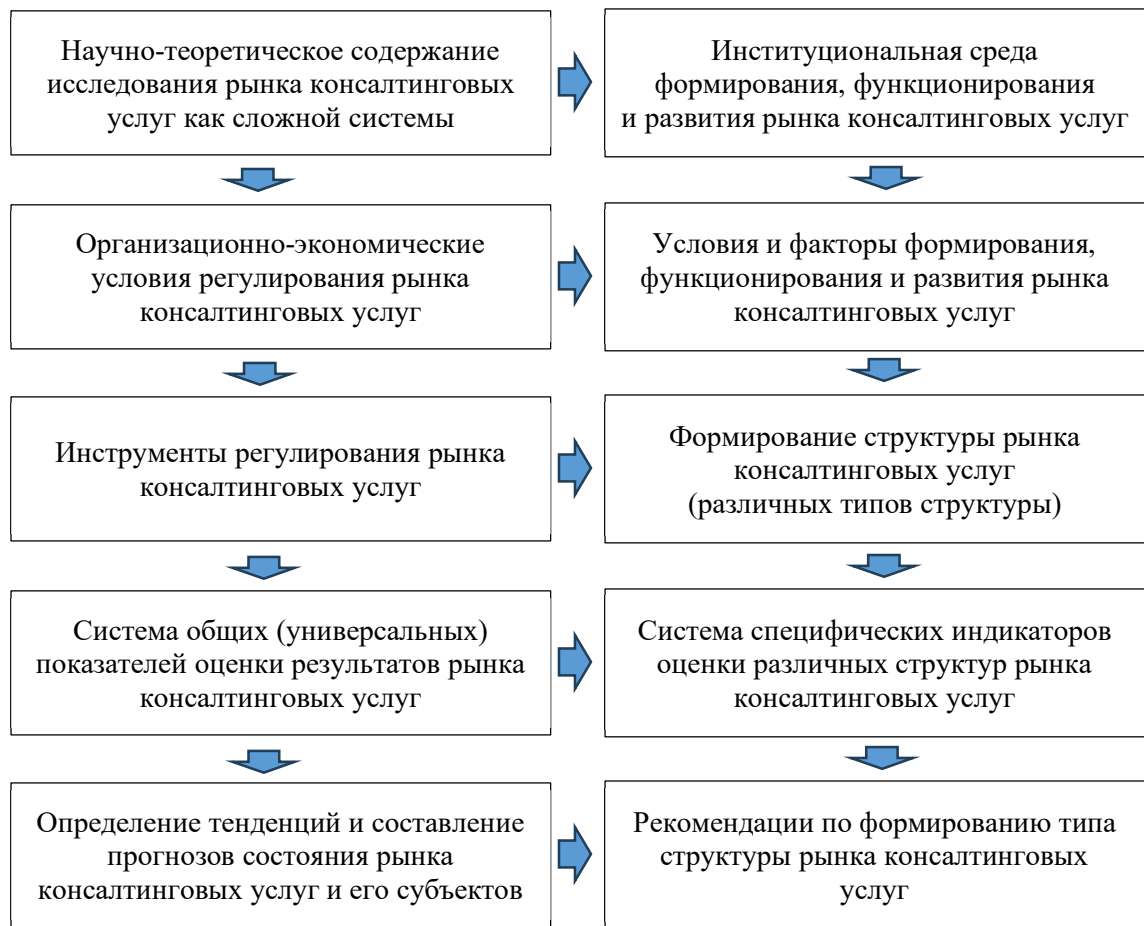 Научно-теоретическое содержание
исследования рынка консалтинговых
услуг как сложной системы
Институциональная среда
формирования, функционирования
и развития рынка консалтинговых услуг
Организационно-экономические
условия регулирования рынка
консалтинговых услуг
Условия и факторы формирования,
функционирования и развития рынка
консалтинговых услуг
Инструменты регулирования рынка
консалтинговых услуг
Формирование структуры рынка
консалтинговых услуг
(различных типов структуры)
Система общих (универсальных)
показателей оценки результатов рынка
консалтинговых услуг
Система специфических индикаторов
оценки различных структур рынка
консалтинговых услуг
Определение тенденций и составление
прогнозов состояния рынка
консалтинговых услуг и его субъектов
Рекомендации по формированию типа
структуры рынка консалтинговых
услуг